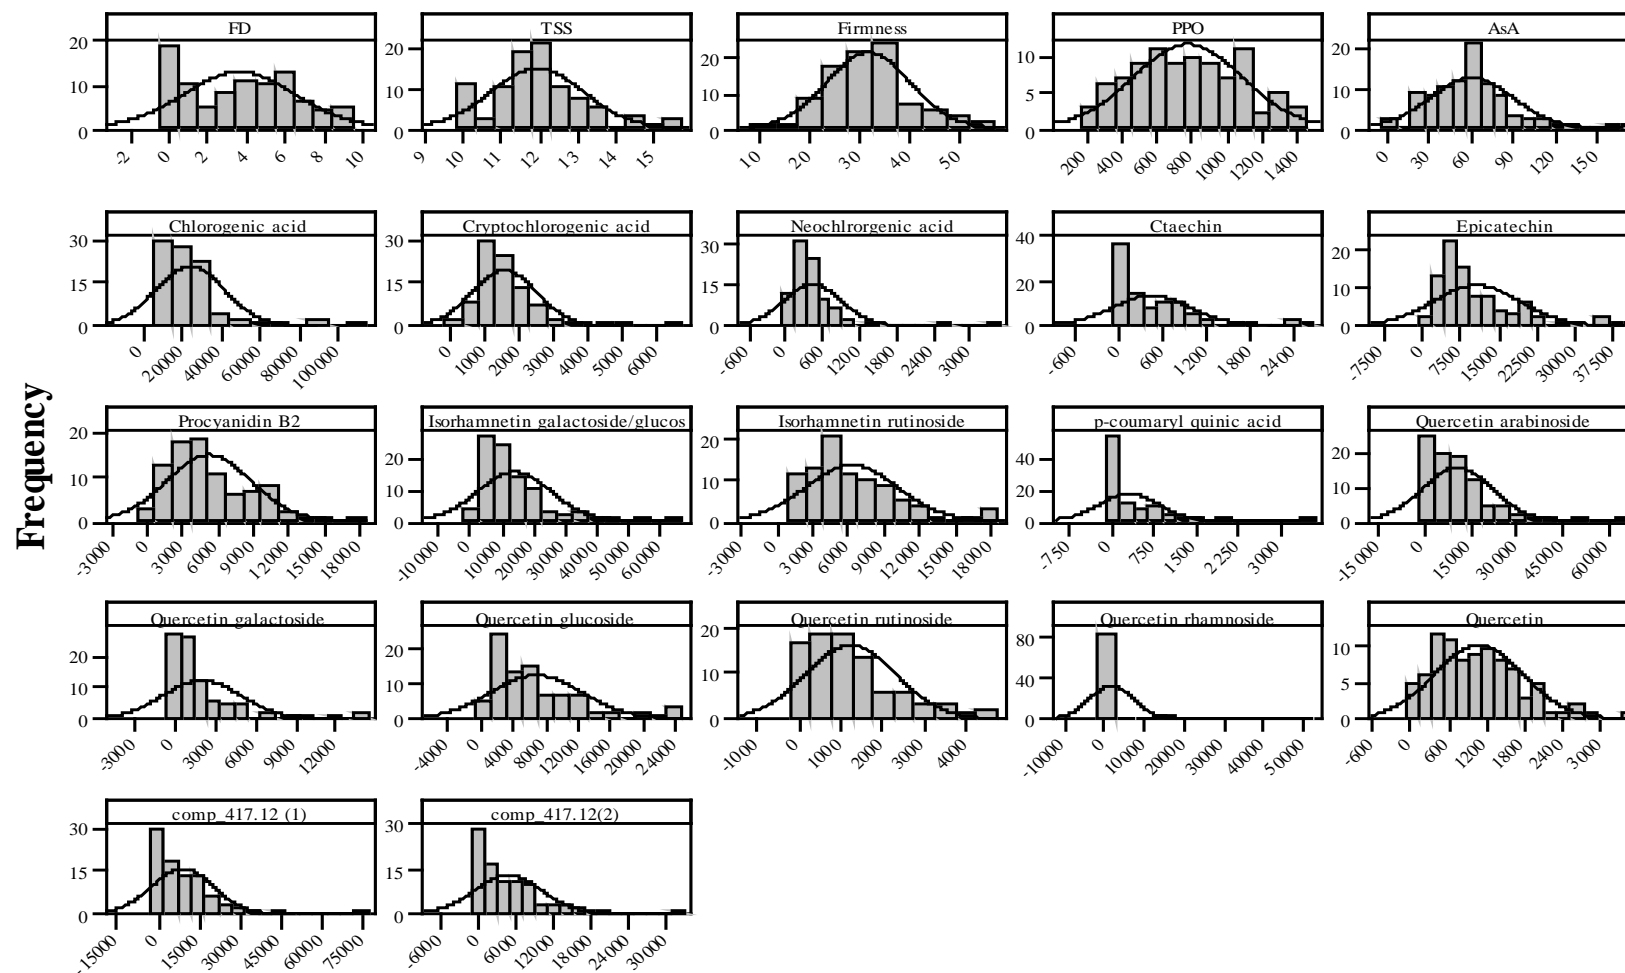 FD TSS Firmness PPO AsA
20 20 20 10 20
10 10 10 5 10
0 0 0 0 0
-2 0 2 4 6 8 10 9 10 11 12 13 14 15 10 20 30 40 50 200 400 600 800 1000 1200 1400 0 30 60 90 120 150
Chlorogenic acid Cryptochlorogenic acid Neochlrorgenic acid Ctaechin Epicatechin
30 30 30 40 20
15 15 15 20 10
0 0 0 0 0
0 20000 40000 60000 80000 100000 0 1000 2000 3000 4000 5000 6000 -600 0 600 1200 1800 2400 3000 -600 0 600 1200 1800 2400 -7500 0 7500 15000 22500 30000 37500
Frequency
Procyanidin B2 Isorhamnetin galactoside/glucos Isorhamnetin rutinoside p-coumaryl quinic acid Quercetin arabinoside
20 20 20 40 20
10 10 10 20 10
0 0 0 0 0
-3000 0 3000 6000 9000 12000 15000 18000 -10000 0 10000 20000 30000 40000 50000 60000 -3000 0 3000 6000 9000 12000 15000 18000 -750 0 750 1500 2250 3000 -15000 0 15000 30000 45000 60000
Quercetin galactoside Quercetin glucoside Quercetin rutinoside Quercetin rhamnoside Quercetin
20 20 20 80 10
10 10 10 40 5
0 0 0 0 0
-3000 0 3000 6000 9000 12000 -4000 0 4000 8000 12000 16000 20000 24000 -1000 0 1000 2000 3000 4000 -10000 0 10000 20000 30000 40000 50000 -600 0 600 1200 1800 2400 3000
comp_417.12 (1) comp_417.12(2)
30 30
15 15
0 0
-15000 0 15000 30000 45000 60000 75000 -6000 0 6000 12000 18000 24000 30000